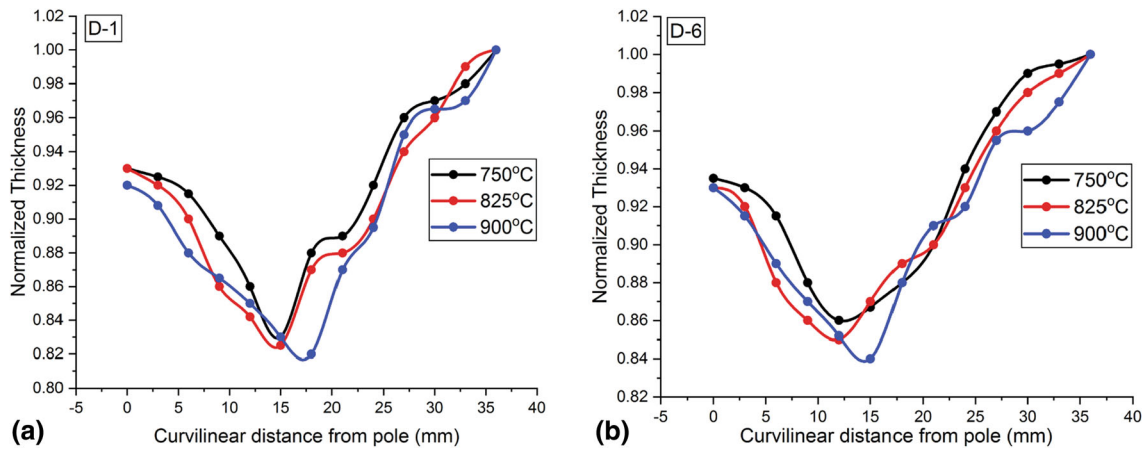 D-1
1.02
1.00
0.98
0.96
0.94
0.92
0.90
0.88
0.86
0.84
0.82
0.80
Normalized Thickness
750°C
825°C
900°C
-5 0 5 10 15 20 25 30 35 40
(a) Curvilinear distance from pole (mm)
D-6
1.02
1.00
0.98
0.96
0.94
0.92
0.90
0.88
0.86
0.84
0.82
Normalized Thickness
750°C
825°C
900°C
-5 0 5 10 15 20 25 30 35 40
(b) Curvilinear distance from pole (mm)